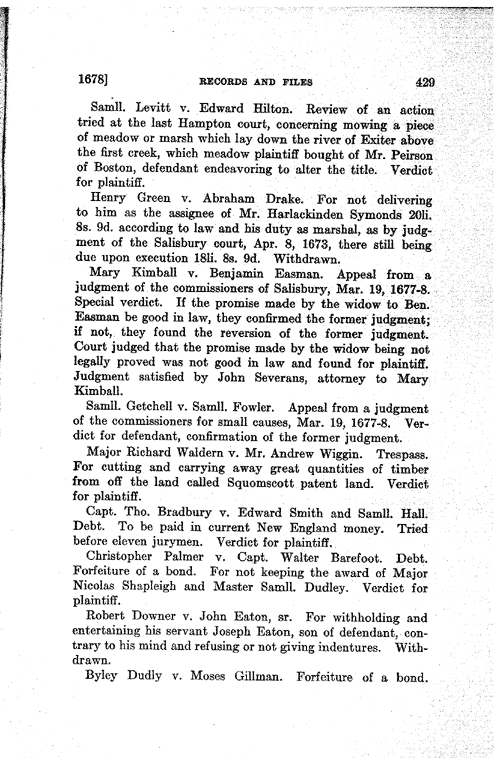 1678] RECORDS AND FILES 429
Samll. Levitt v. Edward Hilton. Review of an action
tried at the last Hampton court, concerning mowing a piece
of meadow or marsh which lay down the river of Exiter above
the first creek, which meadow plaintiff bought of Mr. Peirson
of Boston, defendant endeavoring to alter the title. Verdict
for plaintiff.
Henry Green v. Abraham Drake. For not delivering
to him as the assignee of Mr. Harlackinden Symonds 20li.
8s. 9d. according to law and his duty as marshal, as by judg-
ment of the Salisbury court, Apr. 8, 1673, there still being
due upon execution 18li. 8s. 9d. Withdrawn.
Mary Kimball v. Benjamin Easman. Appeal from a
judgment of the commissioners of Salisbury, Mar. 19, 1677-8.
Special verdict. If the promise made by the widow to Ben.
Easman be good in law, they confirmed the former judgment;
if not, they found the reversion of the former judgment.
Court judged that the promise made by the widow being not
legally proved was not good in law and found for plaintiff.
Judgment satisfied by John Severans, attorney to Mary
Kimball.
Samll. Getchell v. Samll. Fowler. Appeal from a judgment
of the commissioners for small causes, Mar. 19, 1677-8. Ver-
dict for defendant, confirmation of the former judgment.
Major Richard Waldern v. Mr. Andrew Wiggin. Trespass.
For cutting and carrying away great quantities of timber
from off the land called Squomscott patent land. Verdict
for plaintiff.
Capt. Tho. Bradbury v. Edward Smith and Samll. Hall.
Debt. To be paid in current New England money. Tried
before eleven jurymen. Verdict for plaintiff.
Christopher Palmer v. Capt. Walter Barefoot. Debt.
Forfeiture of a bond. For not keeping the award of Major
Nicolas Shapleigh and Master Samll. Dudley. Verdict for
plaintiff.
Robert Downer v. John Eaton, sr. For withholding and
entertaining his servant Joseph Eaton, son of defendant, con-
trary to his mind and refusing or not giving indentures. With-
drawn.
Byley Dudly v. Moses Gillman. Forfeiture of a bond.